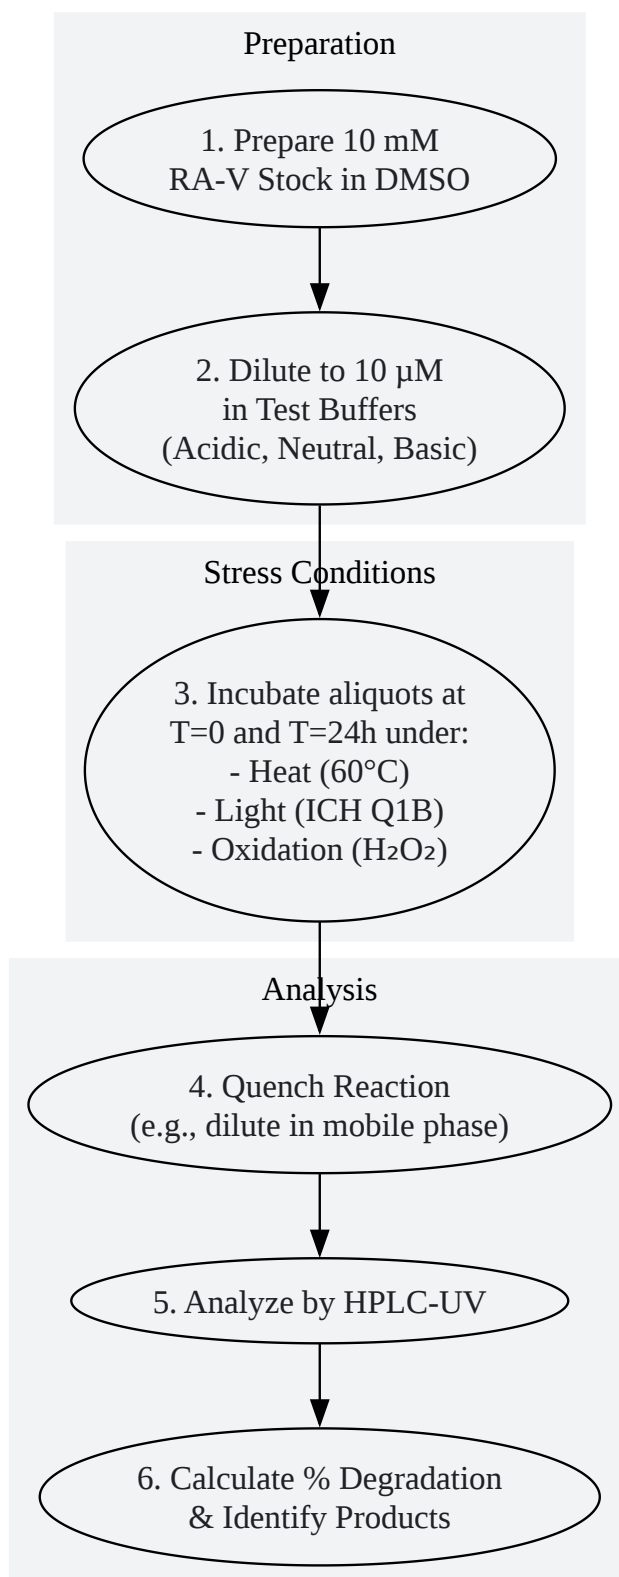 Preparation
1. Prepare 10 mM
RA-V Stock in DMSO
2. Dilute to 10 µM
in Test Buffers
(Acidic, Neutral, Basic)
Stress Conditions
3. Incubate aliquots at
T=0 and T=24h under:
- Heat (60°C)
- Light (ICH Q1B)
- Oxidation (H₂O₂)
Analysis
4. Quench Reaction
(e.g., dilute in mobile phase)
5. Analyze by HPLC-UV
6. Calculate % Degradation
& Identify Products